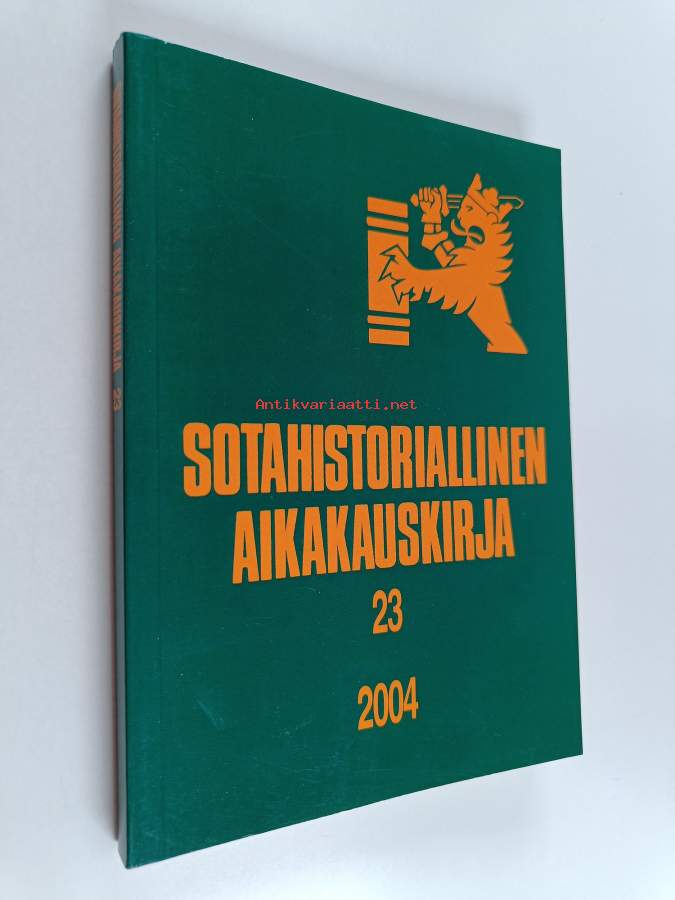 Antikvariaatti.net
SOTAHISTORIALLINEN
AIKAKAUSKIRJA
23
2004
SOTAHISTORIALLINEN AIKAKAUSKIRJA 23